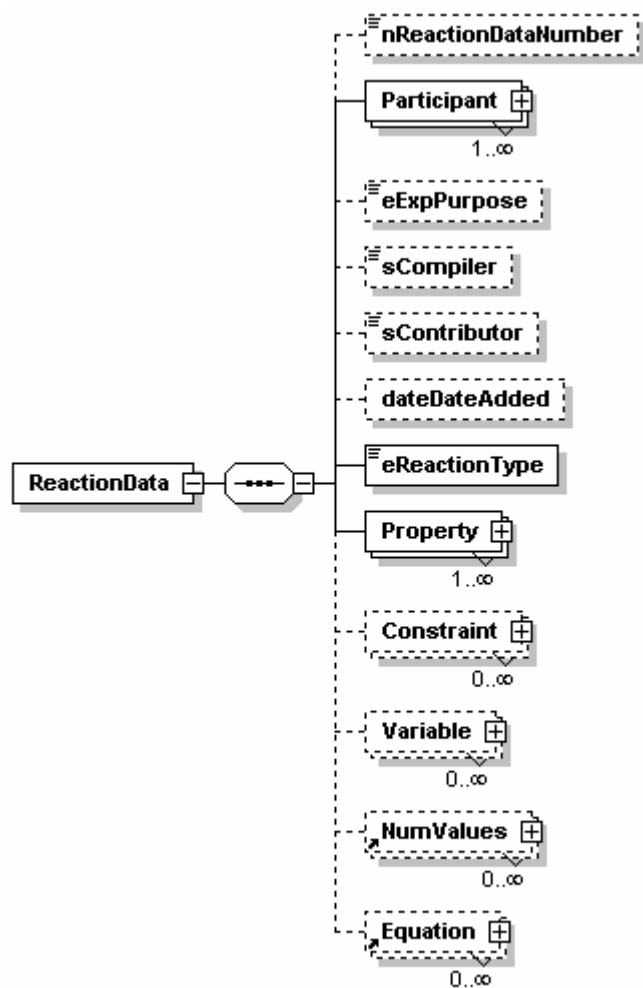 nReactionDataNumber
Participant
1..∞
eExpPurpose
sCompiler
sContributor
dateDateAdded
ReactionData
eReactionType
Property
1..∞
Constraint
0..∞
Variable
0..∞
NumValues
0..∞
Equation
0..∞